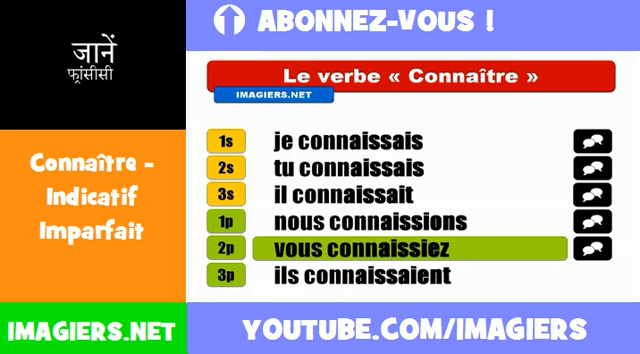 जानें
फ्रांसीसी
ABONNEZ-VOUS !
Le verbe « Connaître »
IMAGIERS.NET
Connaître -
Indicatif
Imparfait
1s je connaissais
2s tu connaissais
3s il connaissait
1p nous connaissions
2p vous connaissiez
3p ils connaissaient
IMAGIERS.NET
YOUTUBE.COM/IMAGIERS